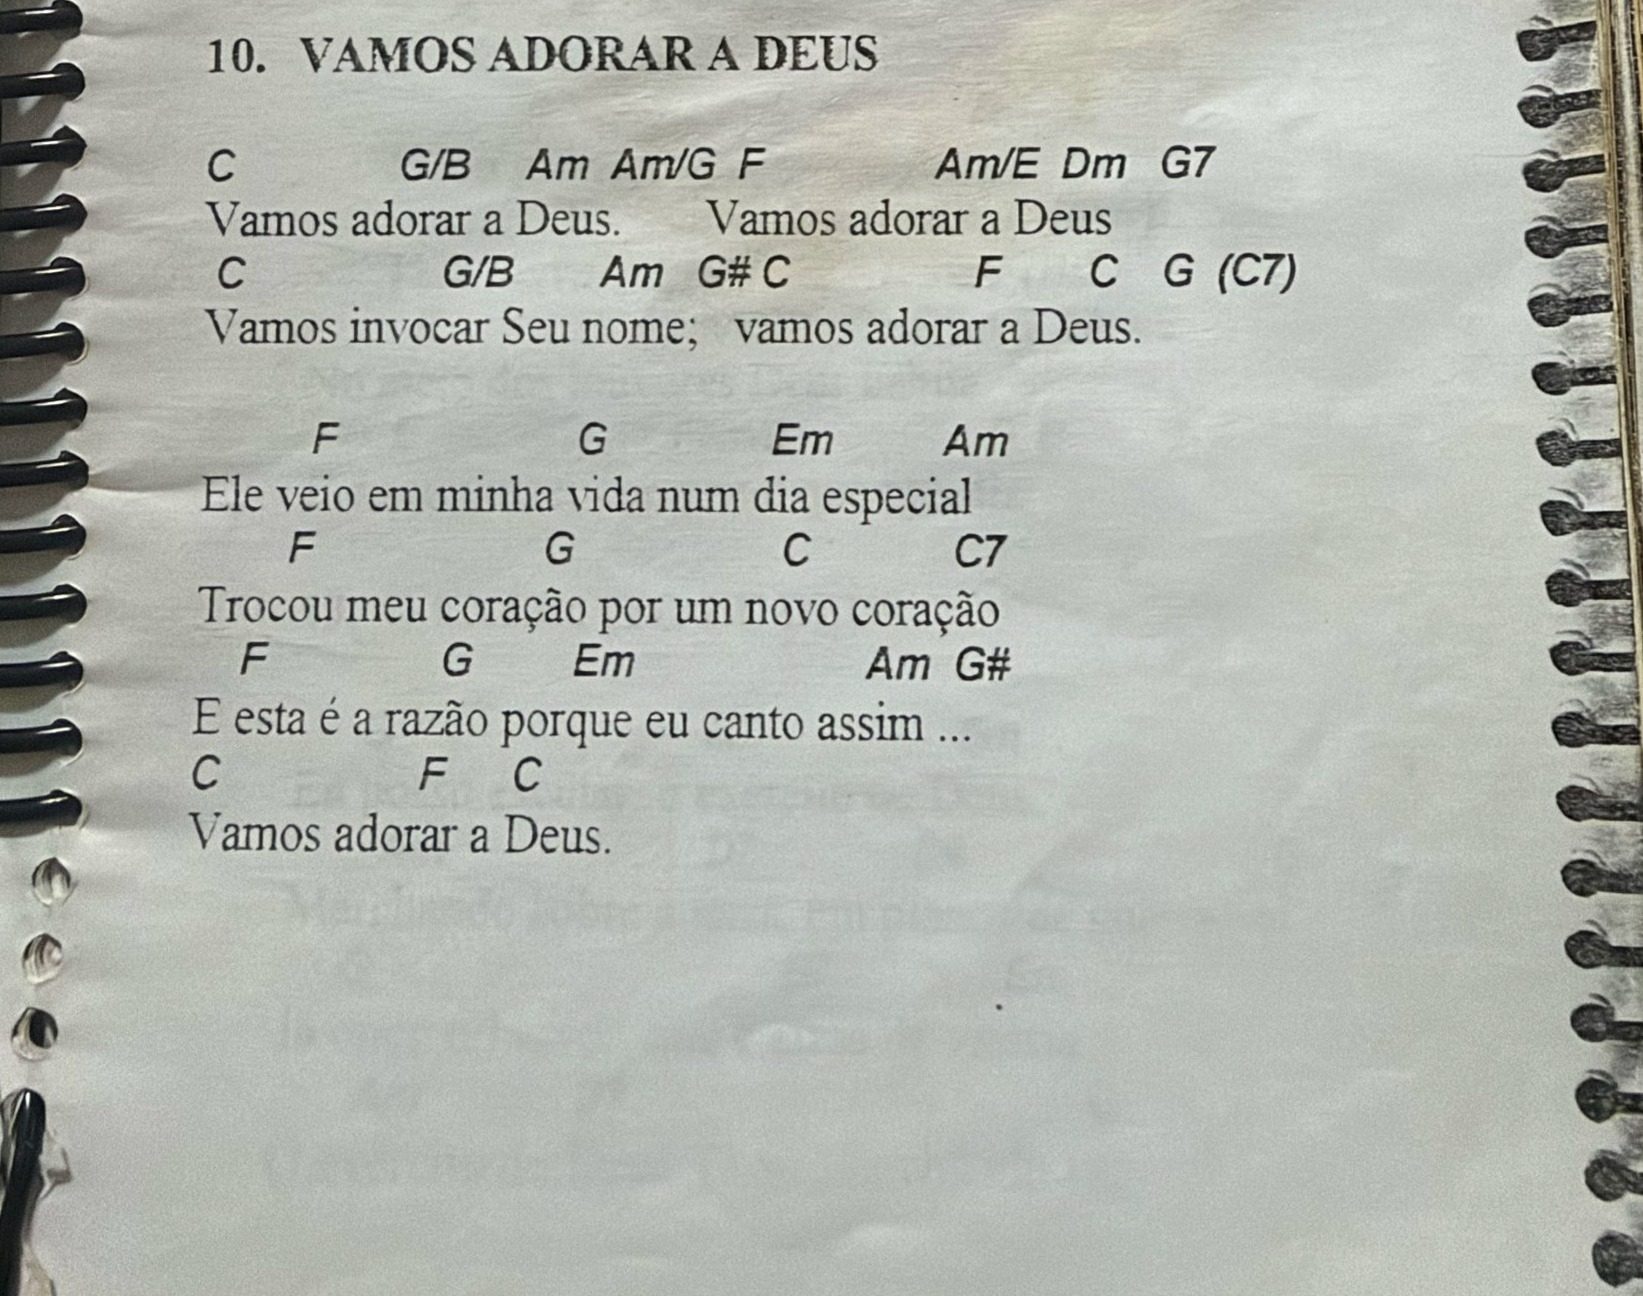 10. VAMOS ADORAR A DEUS
C G/B Am Am/G F Am/E Dm G7
Vamos adorar a Deus. Vamos adorar a Deus
C G/B Am G# C F C G (C7)
Vamos invocar Seu nome; vamos adorar a Deus.
F G Em Am
Ele veio em minha vida num dia especial
F G C C7
Trocou meu coração por um novo coração
F G Em Am G#
E esta é a razão porque eu canto assim ...
C F C
Vamos adorar a Deus.